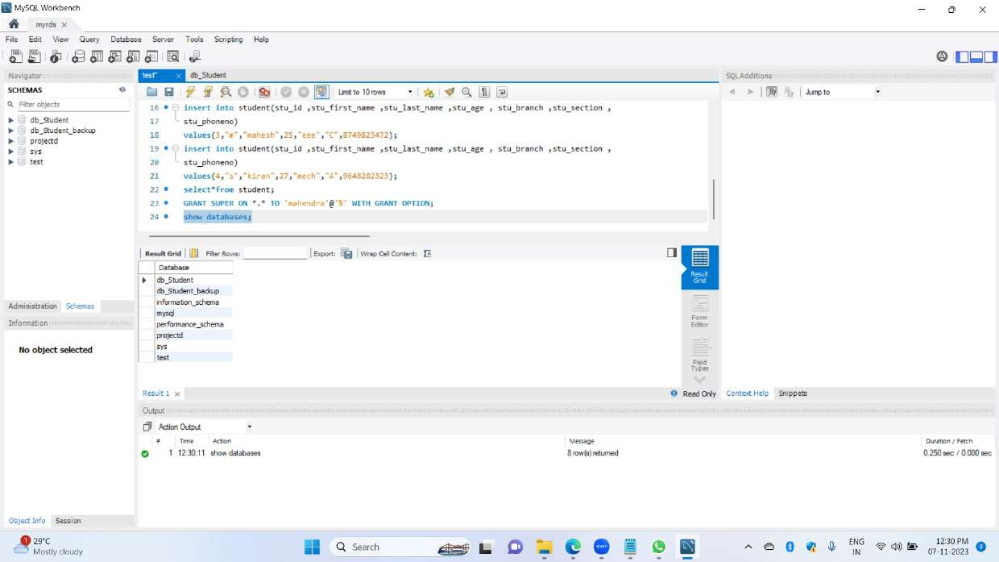 MySQL Workbench
myrds
File Edit View Query Database Server Tools Scripting Help
Navigator
SCHEMAS
Filter objects
db_Student
db_Student_backup
projectd
sys
test
Administration Schemas
Information
No object selected
Object Info Session
test* db_Student
Limit to 10 rows
16 insert into student(stu_id ,stu_first_name ,stu_last_name ,stu_age , stu_branch ,stu_section ,
17 stu_phoneno)
18 values(3,"m","mahesh",25,"eee","C",8749823472);
19 insert into student(stu_id ,stu_first_name ,stu_last_name ,stu_age , stu_branch ,stu_section ,
20 stu_phoneno)
21 values(4,"s","kiran",27,"mech","A",9648282323);
22 select*from student;
23 GRANT SUPER ON *.* TO 'mahendra'@'%' WITH GRANT OPTION;
24 show databases;
Result Grid Filter Rows: Export: Wrap Cell Content:
Database
db_Student
db_Student_backup
information_schema
mysql
performance_schema
projectd
sys
test
Result Grid
Form Editor
Field Types
Result 1 Read Only
SQLAdditions
Jump to
Context Help Snippets
Output
Action Output
# Time Action Message Duration / Fetch
1 12:30:11 show databases 8 row(s) returned 0.250 sec / 0.000 sec
1
29°C
Mostly cloudy
Search
zoom
ENG
IN
12:30 PM
07-11-2023
9